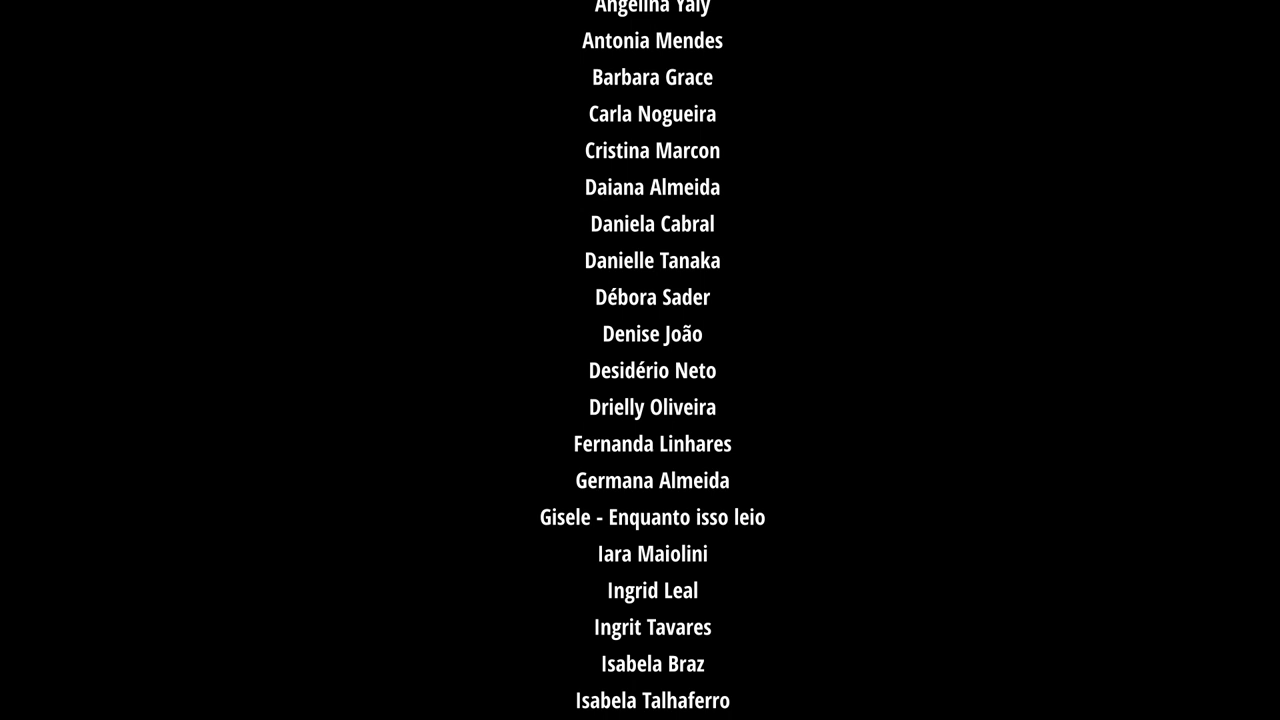 Angelina Yaly
Antonia Mendes
Barbara Grace
Carla Nogueira
Cristina Marcon
Daiana Almeida
Daniela Cabral
Danielle Tanaka
Débora Sader
Denise João
Desidério Neto
Drielly Oliveira
Fernanda Linhares
Germana Almeida
Gisele - Enquanto isso leio
Iara Maiolini
Ingrid Leal
Ingrit Tavares
Isabela Braz
Isabela Talhaferro